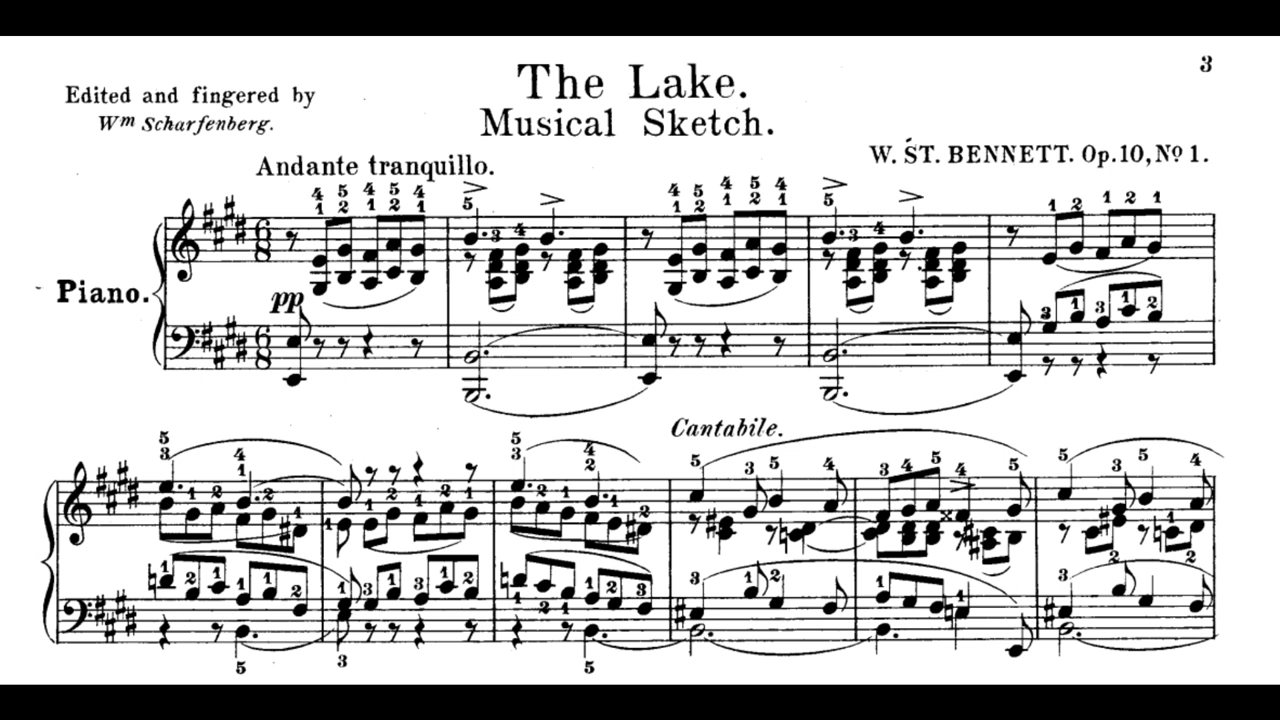 3
The Lake.
Musical Sketch.
Edited and fingered by
Wm Scharfenberg.
W. ST. BENNETT. Op. 10, No 1.
Andante tranquillo.
Piano.
pp
Cantabile.